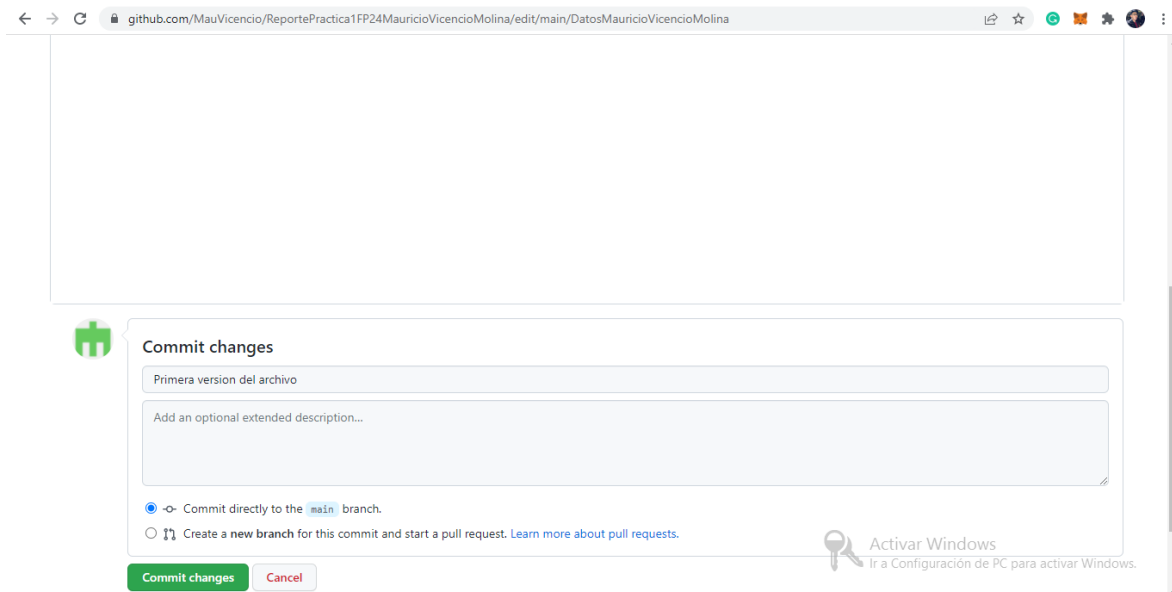 github.com/MauVicencio/ReportePractica1FP24MauricioVicencioMolina/edit/main/DatosMauricioVicencioMolina
Commit changes
Primera version del archivo
Add an optional extended description...
Commit directly to the main branch.
Create a new branch for this commit and start a pull request. Learn more about pull requests.
Activar Windows
Ir a Configuración de PC para activar Windows.
Commit changes Cancel